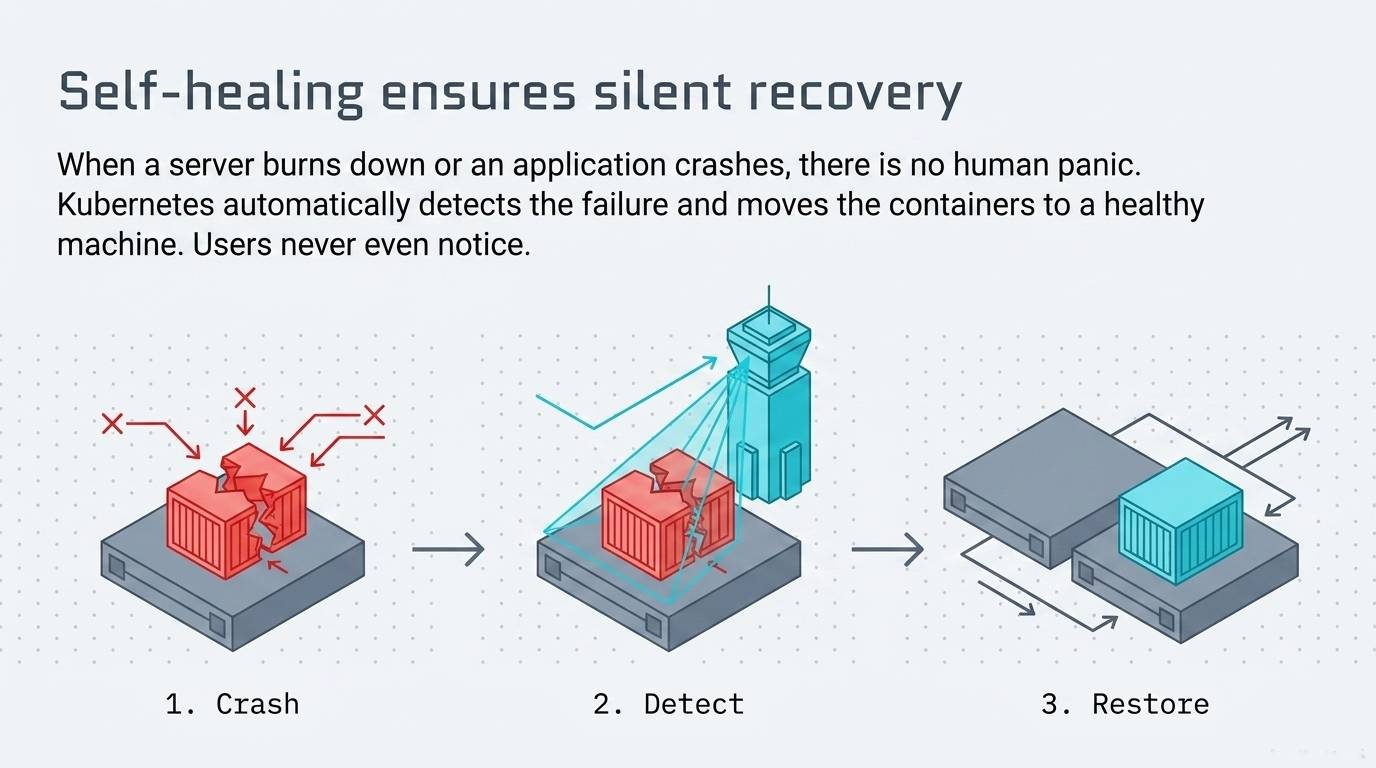 Self-healing ensures silent recovery
When a server burns down or an application crashes, there is no human panic.
Kubernetes automatically detects the failure and moves the containers to a healthy
machine. Users never even notice.
1. Crash
2. Detect
3. Restore